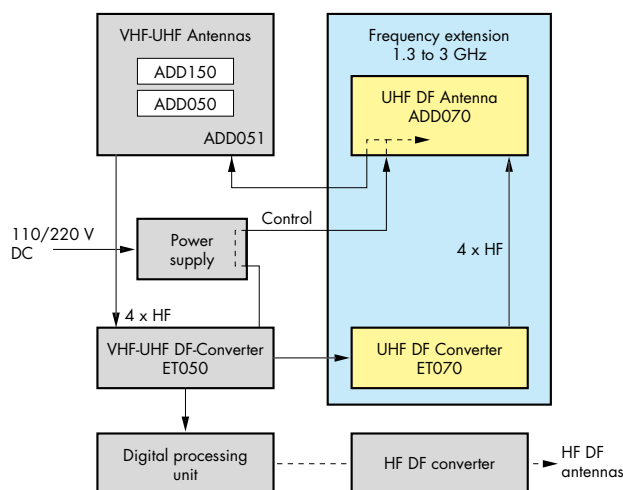 VHF-UHF Antennas
ADD150
ADD050
ADD051
Frequency extension
1.3 to 3 GHz
UHF DF Antenna
ADD070
Control
110/220 V
DC
Power
supply
4 x HF
4 x HF
VHF-UHF DF-Converter
ET050
UHF DF Converter
ET070
Digital processing
unit
HF DF converter
HF DF
antennas